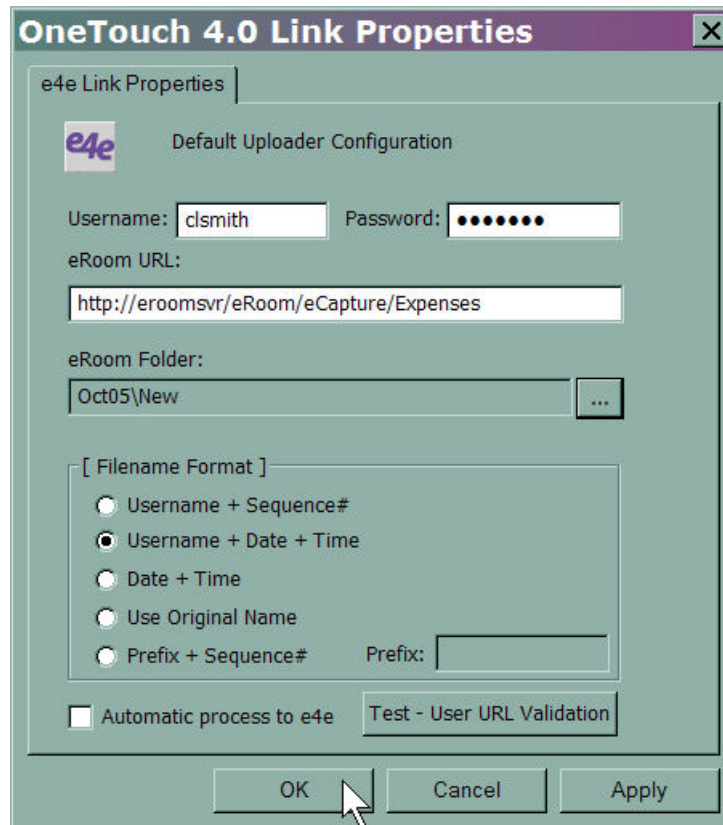 OneTouch 4.0 Link Properties
e4e Link Properties
e4e Default Uploader Configuration
Username: clsmith Password: ●●●●●●●
eRoom URL:
http://eroomsvr/eRoom/eCapture/Expenses
eRoom Folder:
Oct05\New ...
[ Filename Format ]
Username + Sequence#
Username + Date + Time
Date + Time
Use Original Name
Prefix + Sequence# Prefix:
Automatic process to e4e Test - User URL Validation
OK Cancel Apply